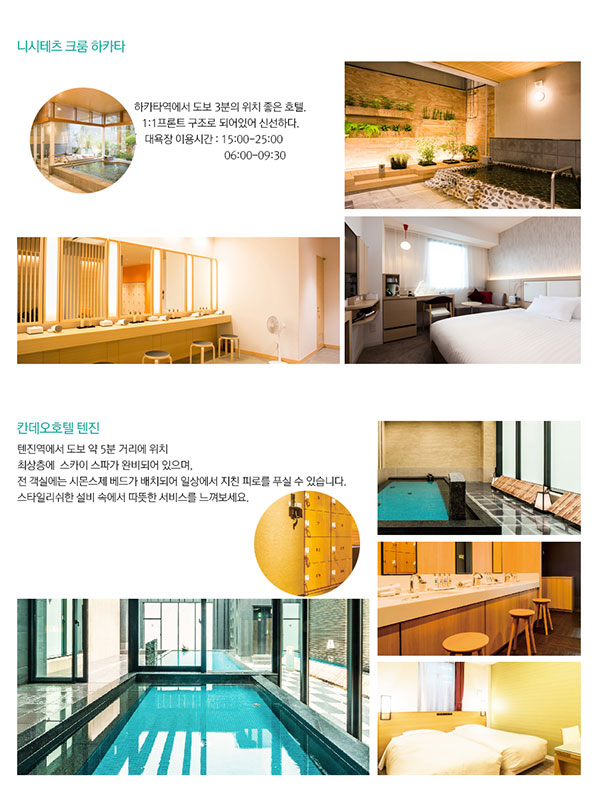 니시테츠 크룸 하카타
하카타역에서 도보 3분의 위치 좋은 호텔.
1:1프론트 구조로 되어있어 신선하다.
대욕장 이용시간 : 15:00-25:00
06:00-09:30
칸데오호텔 텐진
텐진역에서 도보 약 5분 거리에 위치
최상층에 스카이 스파가 완비되어 있으며,
전 객실에는 시몬스제 베드가 배치되어 일상에서 지친 피로를 푸실 수 있습니다.
스타일리쉬한 설비 속에서 따뜻한 서비스를 느껴보세요.